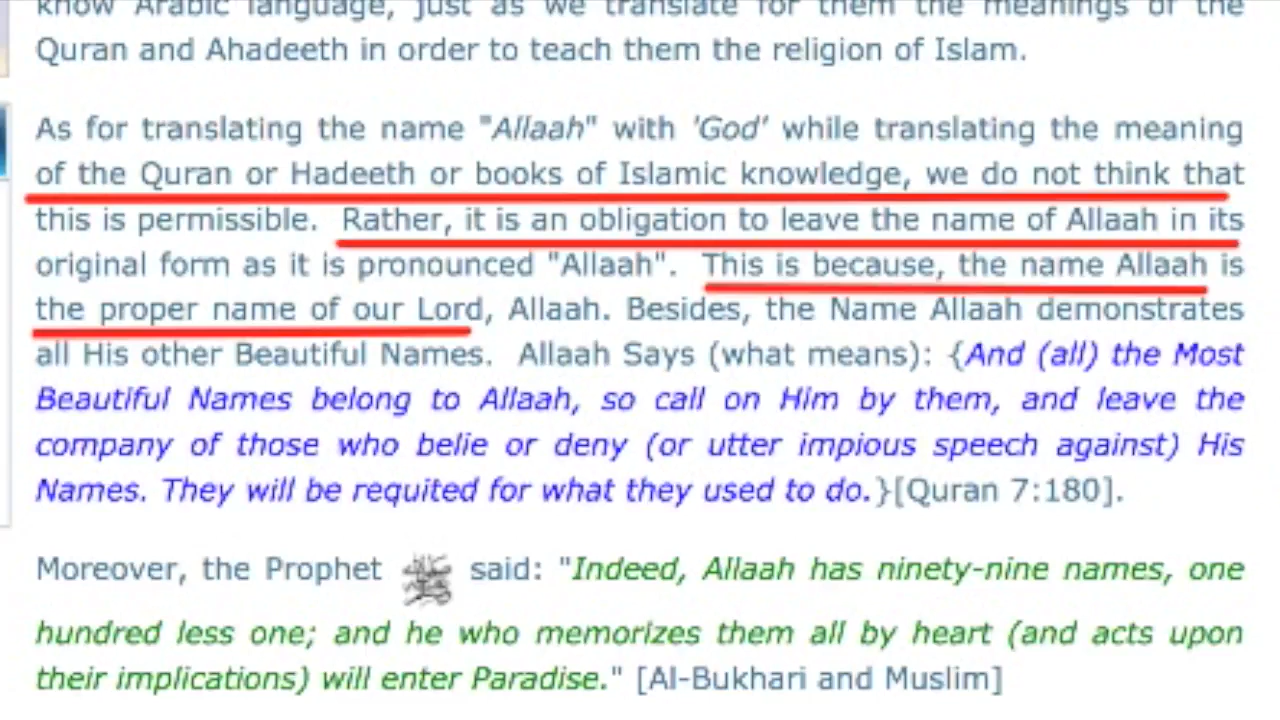 know Arabic language, just as we translate for them the meanings of the
Quran and Ahadeeth in order to teach them the religion of Islam.
As for translating the name "Allaah" with 'God' while translating the meaning
of the Quran or Hadeeth or books of Islamic knowledge, we do not think that
this is permissible. Rather, it is an obligation to leave the name of Allaah in its
original form as it is pronounced "Allaah". This is because, the name Allaah is
the proper name of our Lord, Allaah. Besides, the Name Allaah demonstrates
all His other Beautiful Names. Allaah Says (what means): {And (all) the Most
Beautiful Names belong to Allaah, so call on Him by them, and leave the
company of those who belie or deny (or utter impious speech against) His
Names. They will be requited for what they used to do.}[Quran 7:180].
Moreover, the Prophet said: "Indeed, Allaah has ninety-nine names, one
hundred less one; and he who memorizes them all by heart (and acts upon
their implications) will enter Paradise." [Al-Bukhari and Muslim]